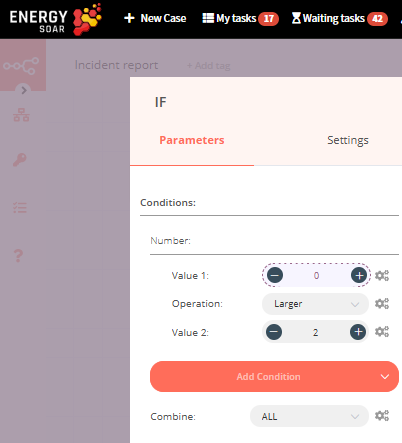 ENERGY
SOAR
New Case
My tasks 17
Waiting tasks 42
Incident report
+ Add tag
IF
Parameters
Settings
Conditions:
Number:
Value 1: 0
Operation: Larger
Value 2: 2
Add Condition
Combine: ALL
?